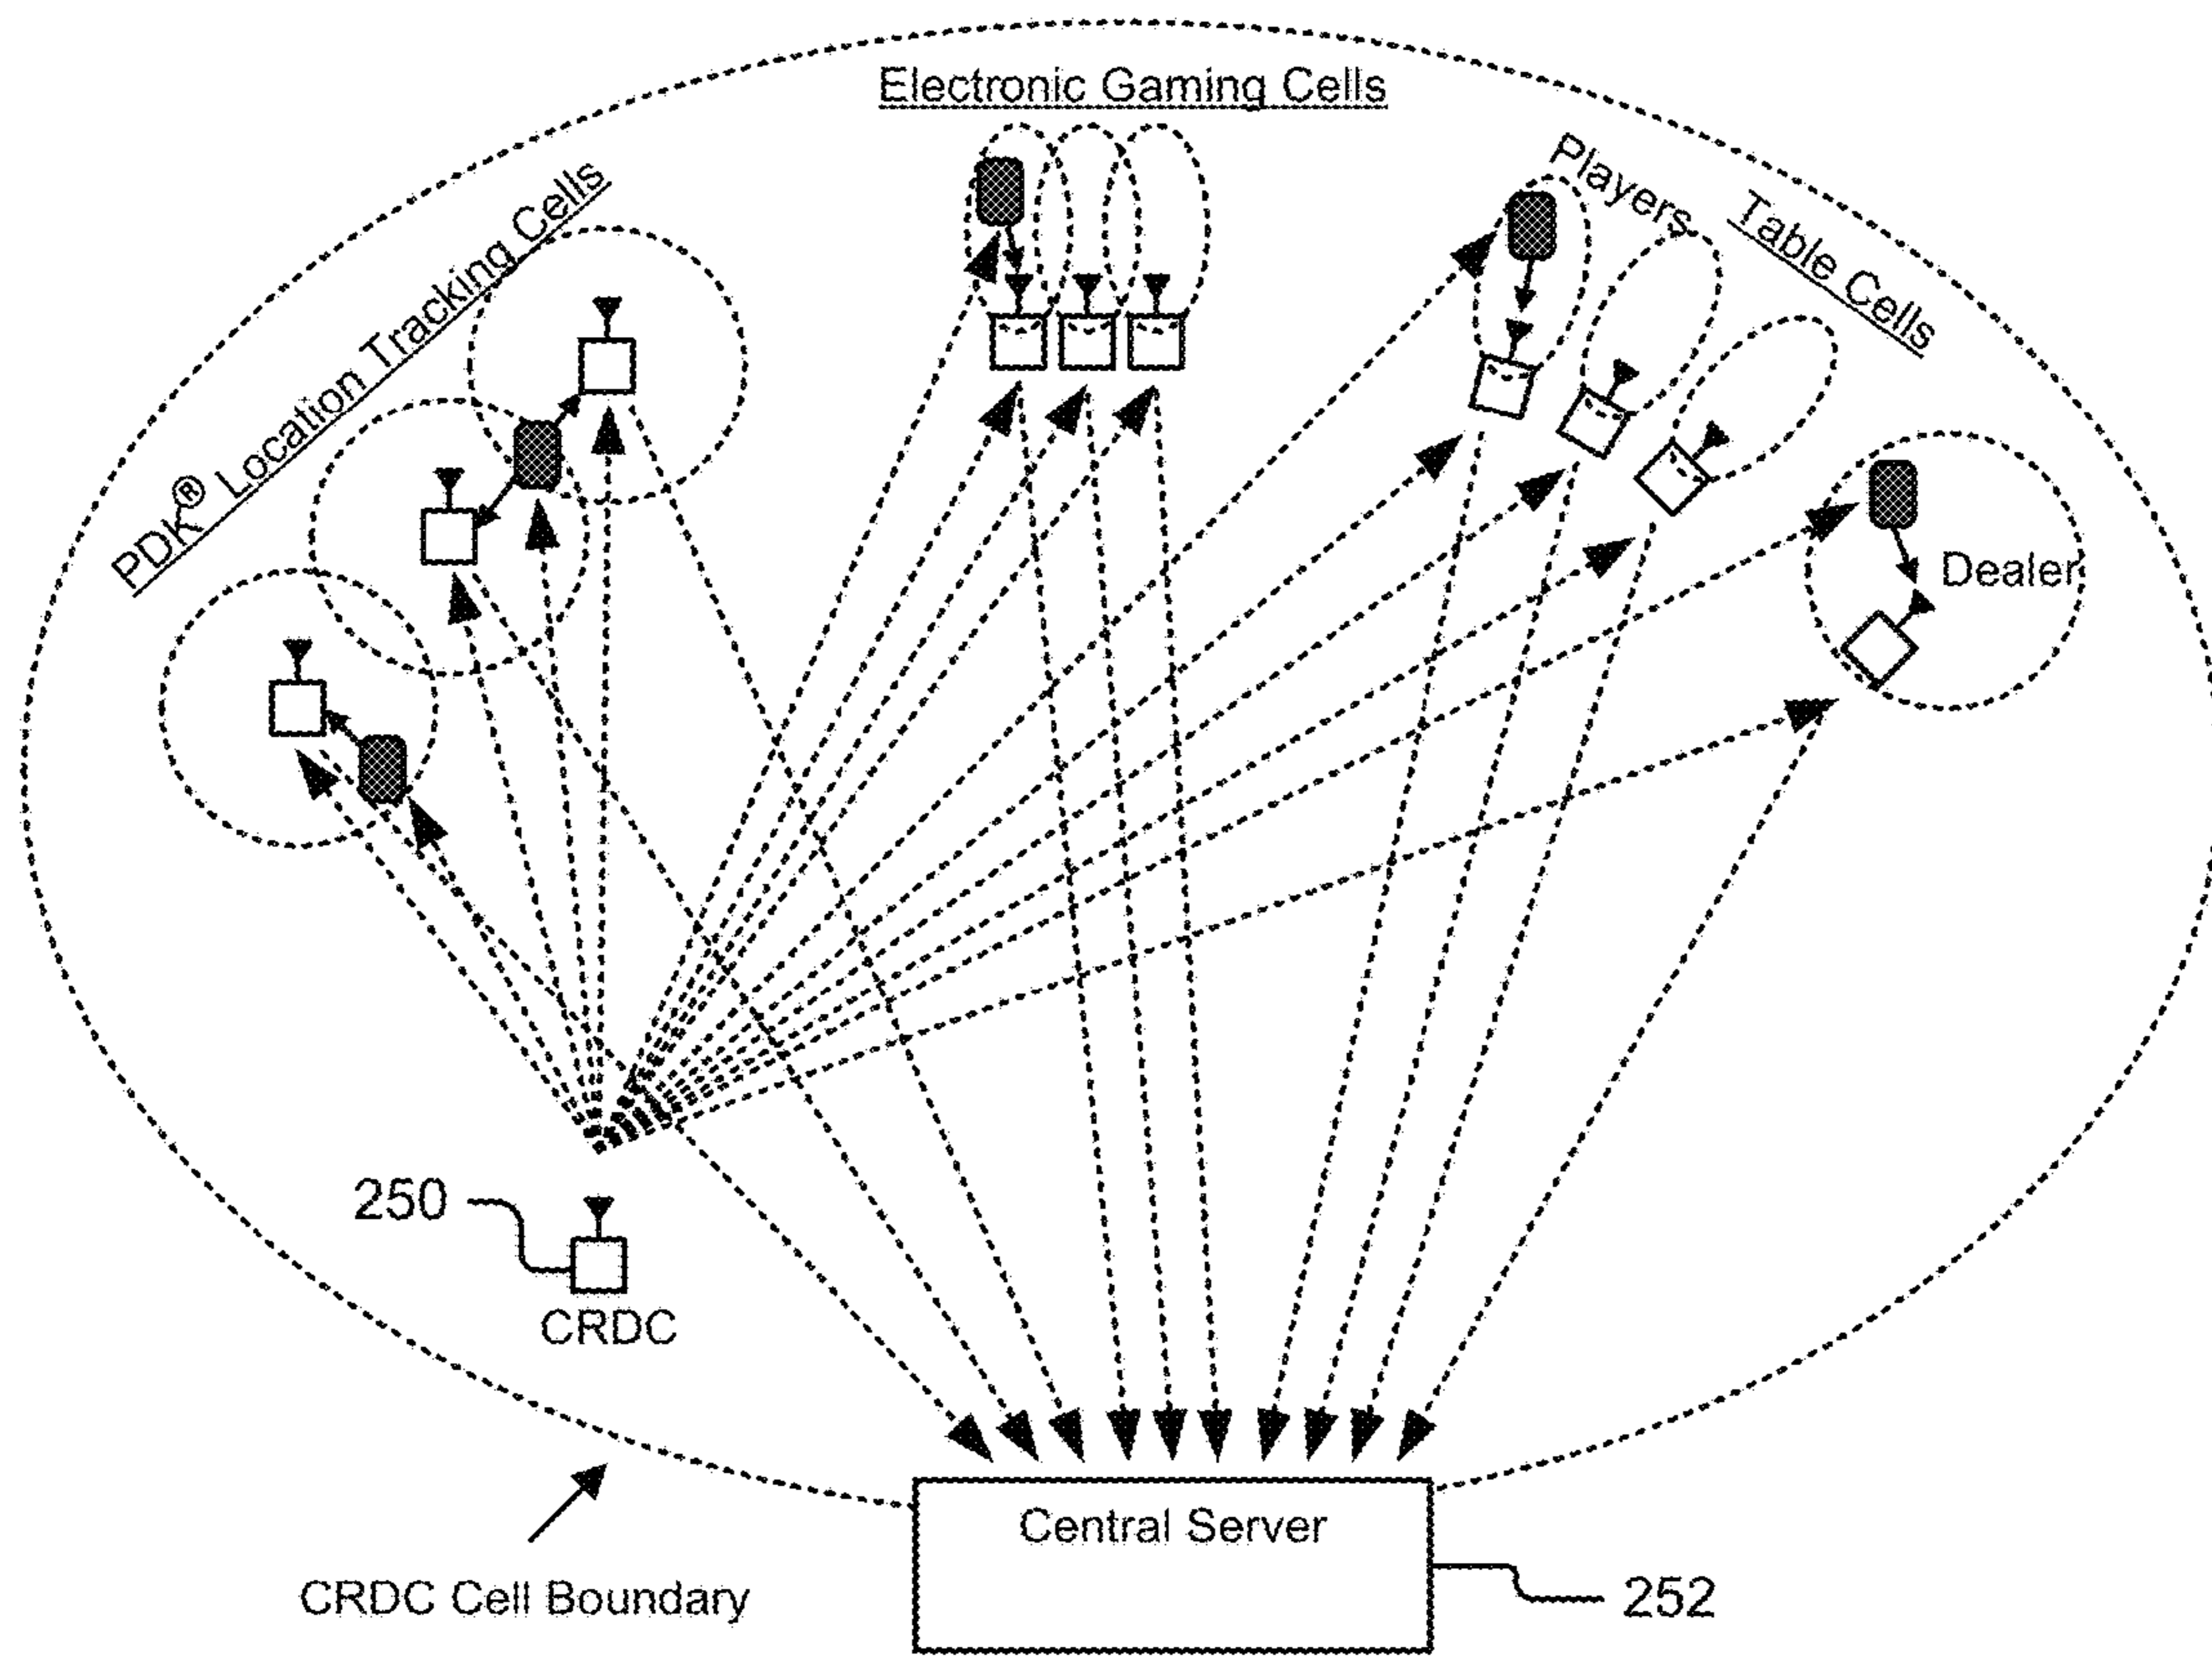 Electronic Gaming Cells
Players
Table Cells
PDK® Location Tracking Cells
Dealer
250
CRDC
Central Server
CRDC Cell Boundary
252